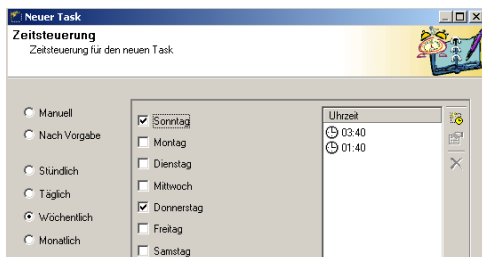 Neuer Task
Zeitsteuerung
Zeitsteuerung für den neuen Task
Manuell
Nach Vorgabe
Stündlich
Täglich
Wöchentlich
Monatlich
Sonntag
Montag
Dienstag
Mittwoch
Donnerstag
Freitag
Samstag
Uhrzeit
03:40
01:40